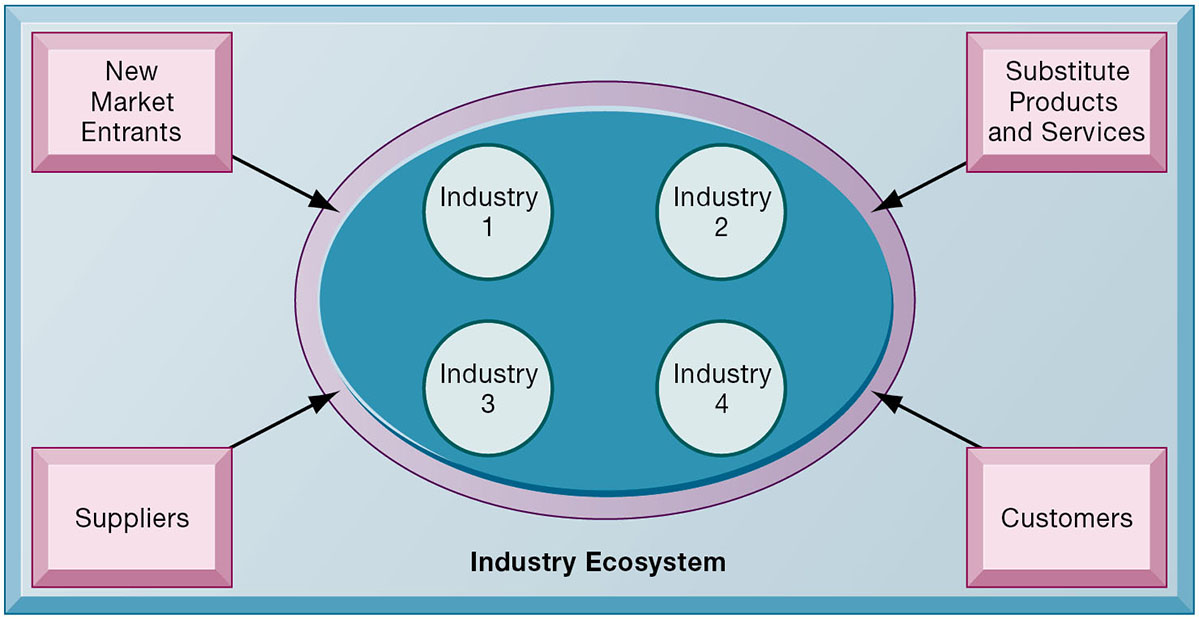 New
Market
Entrants
Substitute
Products
and Services
Industry
1
Industry
2
Industry
3
Industry
4
Suppliers
Customers
Industry Ecosystem